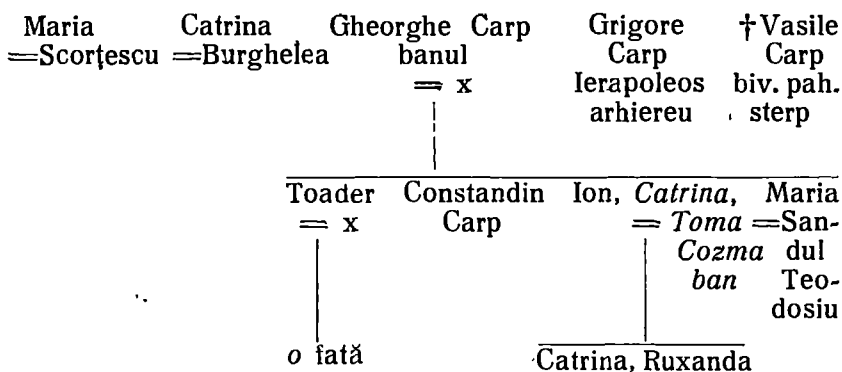 Maria Catrina Gheorghe Carp Grigore †Vasile
=Scorțescu =Burghelea banul Carp Carp
= x Ierapoleos biv. pah.
arhiereu sterp
Toader Constandin Ion, Catrina, Maria
= x Carp = Toma =San-
Cozma dul
ban Teo-
dosiu
o fată Catrina, Ruxanda